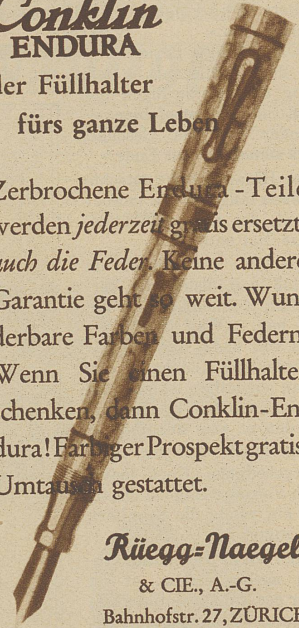 Conklin
ENDURA
der Füllhalter
fürs ganze Leben
Zerbrochene Endura-Teile
werden jederzeit gratis ersetzt,
auch die Feder. Keine andere
Garantie geht so weit. Wun-
derbare Farben und Federn.
Wenn Sie einen Füllhalter
schenken, dann Conklin-En-
dura! Farbiger Prospekt gratis.
Umtausch gestattet.
Rüegg=Naegeli
& CIE., A.-G.
Bahnhofstr. 27, ZÜRICH